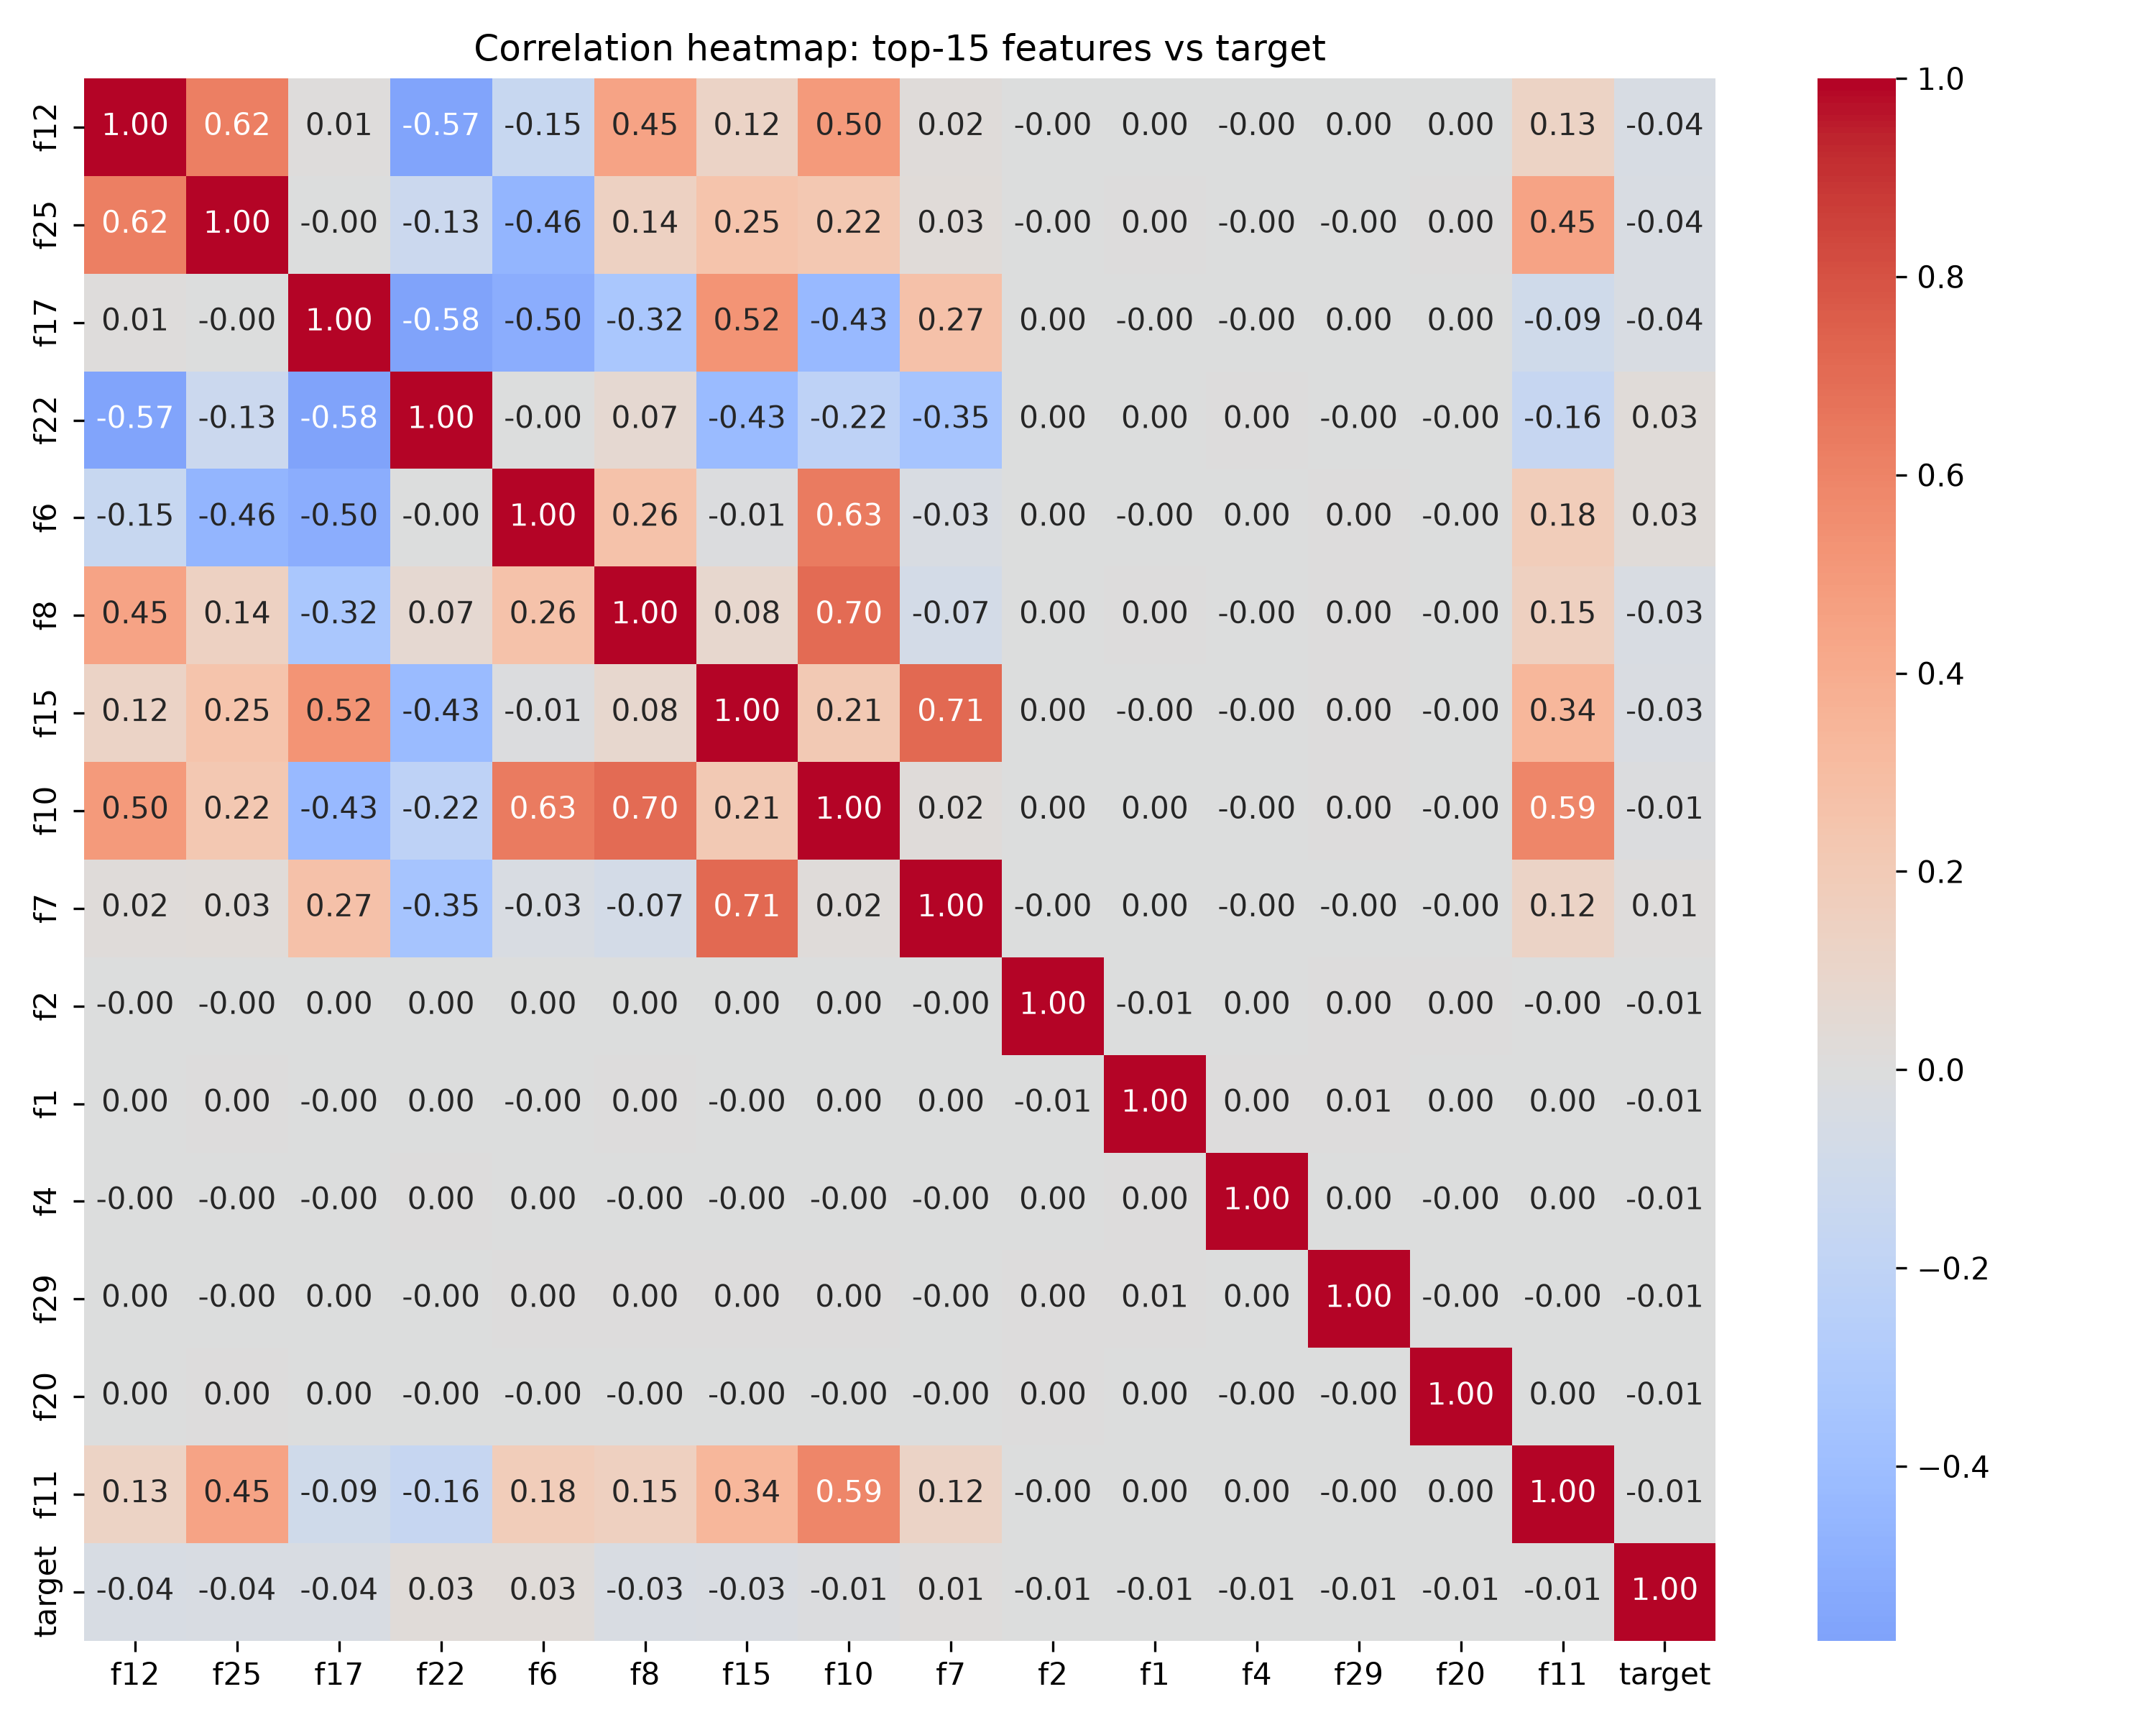 Correlation heatmap: top-15 features vs target
f12 1.00 0.62 0.01 -0.57 -0.15 0.45 0.12 0.50 0.02 -0.00 0.00 -0.00 0.00 0.00 0.13 -0.04
f25 0.62 1.00 -0.00 -0.13 -0.46 0.14 0.25 0.22 0.03 -0.00 0.00 -0.00 -0.00 0.00 0.45 -0.04
f17 0.01 -0.00 1.00 -0.58 -0.50 -0.32 0.52 -0.43 0.27 0.00 -0.00 -0.00 0.00 0.00 -0.09 -0.04
f22 -0.57 -0.13 -0.58 1.00 -0.00 0.07 -0.43 -0.22 -0.35 0.00 0.00 0.00 -0.00 -0.00 -0.16 0.03
f6 -0.15 -0.46 -0.50 -0.00 1.00 0.26 -0.01 0.63 -0.03 0.00 -0.00 0.00 0.00 -0.00 0.18 0.03
f8 0.45 0.14 -0.32 0.07 0.26 1.00 0.08 0.70 -0.07 0.00 0.00 -0.00 0.00 -0.00 0.15 -0.03
f15 0.12 0.25 0.52 -0.43 -0.01 0.08 1.00 0.21 0.71 0.00 -0.00 -0.00 0.00 -0.00 0.34 -0.03
f10 0.50 0.22 -0.43 -0.22 0.63 0.70 0.21 1.00 0.02 0.00 0.00 -0.00 0.00 -0.00 0.59 -0.01
f7 0.02 0.03 0.27 -0.35 -0.03 -0.07 0.71 0.02 1.00 -0.00 0.00 -0.00 -0.00 -0.00 0.12 0.01
f2 -0.00 -0.00 0.00 0.00 0.00 0.00 0.00 0.00 -0.00 1.00 -0.01 0.00 0.00 0.00 -0.00 -0.01
f1 0.00 0.00 -0.00 0.00 -0.00 0.00 -0.00 0.00 0.00 -0.01 1.00 0.00 0.01 0.00 0.00 -0.01
f4 -0.00 -0.00 -0.00 0.00 0.00 -0.00 -0.00 -0.00 -0.00 0.00 0.00 1.00 0.00 -0.00 0.00 -0.01
f29 0.00 -0.00 0.00 -0.00 0.00 0.00 0.00 0.00 -0.00 0.00 0.01 0.00 1.00 -0.00 -0.00 -0.01
f20 0.00 0.00 0.00 -0.00 -0.00 -0.00 -0.00 -0.00 -0.00 0.00 0.00 -0.00 -0.00 1.00 0.00 -0.01
f11 0.13 0.45 -0.09 -0.16 0.18 0.15 0.34 0.59 0.12 -0.00 0.00 0.00 -0.00 0.00 1.00 -0.01
target -0.04 -0.04 -0.04 0.03 0.03 -0.03 -0.03 -0.01 0.01 -0.01 -0.01 -0.01 -0.01 -0.01 -0.01 1.00
f12 f25 f17 f22 f6 f8 f15 f10 f7 f2 f1 f4 f29 f20 f11 target
1.0
0.8
0.6
0.4
0.2
0.0
−0.2
−0.4